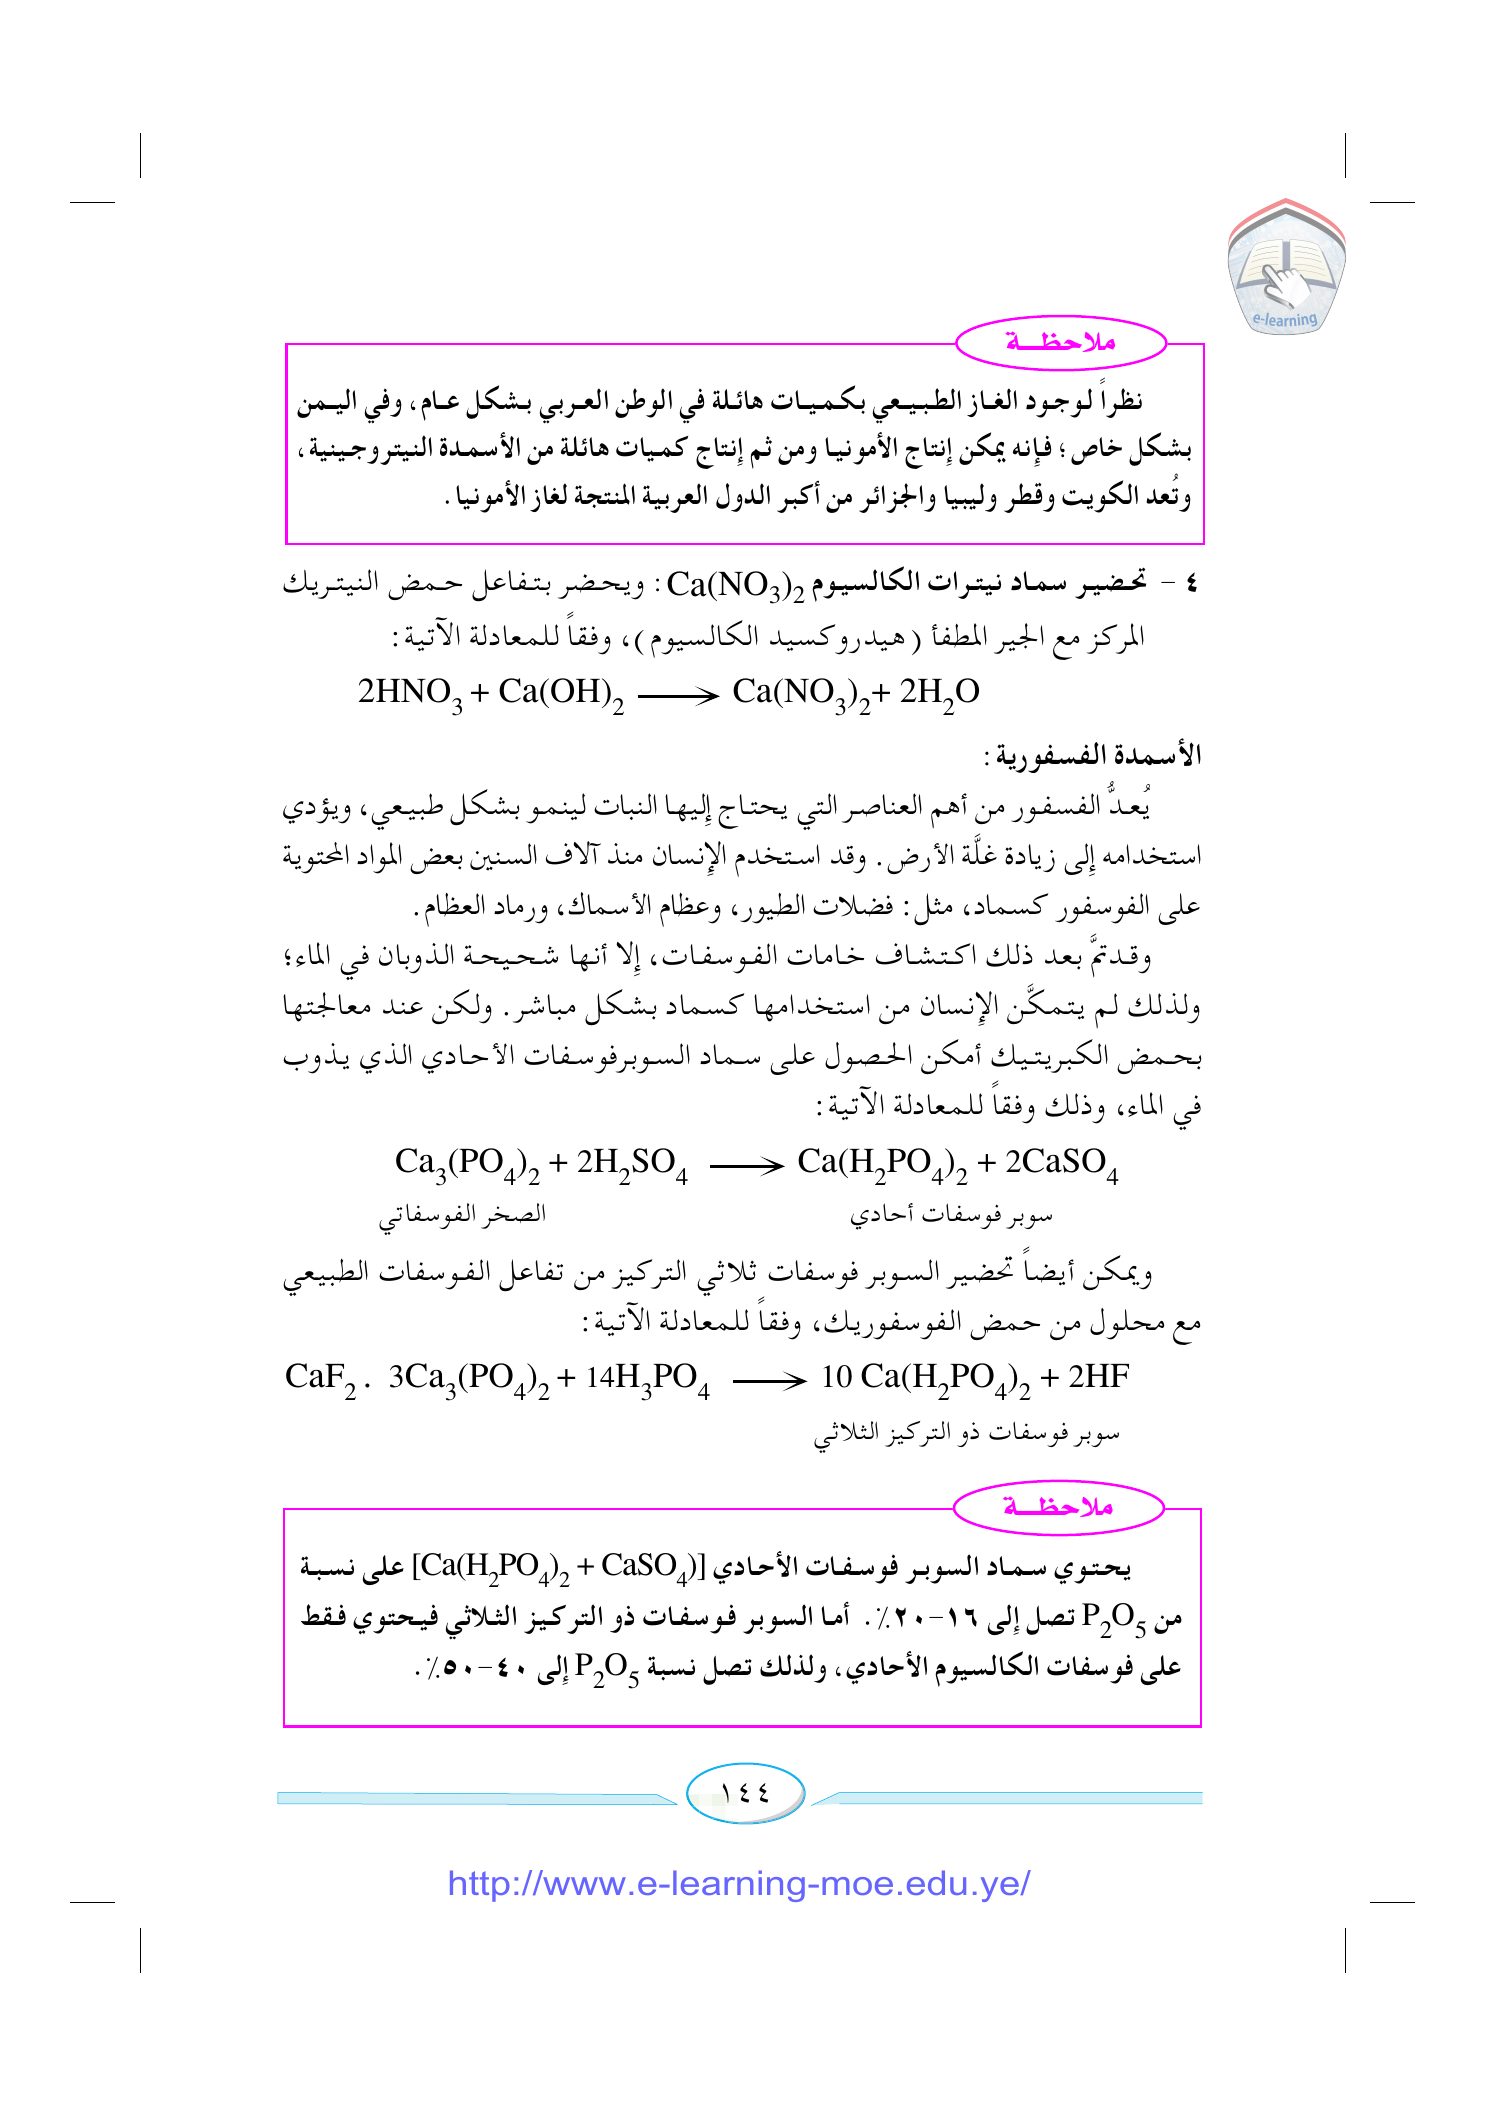 e-learning
ملاحظـــة
نظراً لوجود الغاز الطبيعي بكميات هائلة في الوطن العربي بشكل عام، وفي اليمن
بشكل خاص؛ فإنه يمكن إنتاج الأمونيا ومن ثم إنتاج كميات هائلة من الأسمدة النيتروجينية،
وتُعد الكويت وقطر وليبيا والجزائر من أكبر الدول العربية المنتجة لغاز الأمونيا.
٤ – تحضير سماد نيترات الكالسيوم Ca(NO₃)₂ : ويحضر بتفاعل حمض النيتريك
المركز مع الجير المطفأ (هيدروكسيد الكالسيوم)، وفقاً للمعادلة الآتية:
2HNO₃ + Ca(OH)₂ ⟶ Ca(NO₃)₂+ 2H₂O
الأسمدة الفسفورية:
يُعدُّ الفسفور من أهم العناصر التي يحتاج إليها النبات لينمو بشكل طبيعي، ويؤدي
استخدامه إلى زيادة غلَّة الأرض. وقد استخدم الإنسان منذ آلاف السنين بعض المواد المحتوية
على الفوسفور كسماد، مثل: فضلات الطيور، وعظام الأسماك، ورماد العظام.
وقدتمَّ بعد ذلك اكتشاف خامات الفوسفات، إلا أنها شحيحة الذوبان في الماء؛
ولذلك لم يتمكَّن الإنسان من استخدامها كسماد بشكل مباشر. ولكن عند معالجتها
بحمض الكبريتيك أمكن الحصول على سماد السوبرفوسفات الأحادي الذي يذوب
في الماء، وذلك وفقاً للمعادلة الآتية:
Ca₃(PO₄)₂ + 2H₂SO₄ ⟶ Ca(H₂PO₄)₂ + 2CaSO₄
الصخر الفوسفاتي سوبر فوسفات أحادي
ويمكن أيضاً تحضير السوبر فوسفات ثلاثي التركيز من تفاعل الفوسفات الطبيعي
مع محلول من حمض الفوسفوريك، وفقاً للمعادلة الآتية:
CaF₂ . 3Ca₃(PO₄)₂ + 14H₃PO₄ ⟶ 10 Ca(H₂PO₄)₂ + 2HF
سوبر فوسفات ذو التركيز الثلاثي
ملاحظـــة
يحتوي سماد السوبر فوسفات الأحادي [Ca(H₂PO₄)₂ + CaSO₄)] على نسبة
من P₂O₅ تصل إلى ١٦–٢٠٪. أما السوبر فوسفات ذو التركيز الثلاثي فيحتوي فقط
على فوسفات الكالسيوم الأحادي، ولذلك تصل نسبة P₂O₅ إلى ٤٠–٥٠٪.
١٤٤
http://www.e-learning-moe.edu.ye/